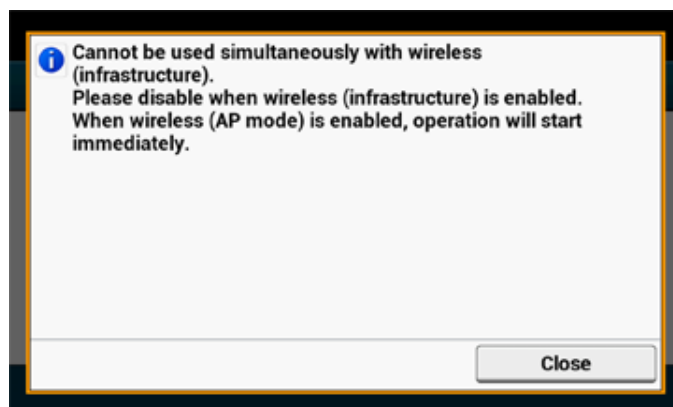 Cannot be used simultaneously with wireless
(infrastructure).
Please disable when wireless (infrastructure) is enabled.
When wireless (AP mode) is enabled, operation will start
immediately.
Close